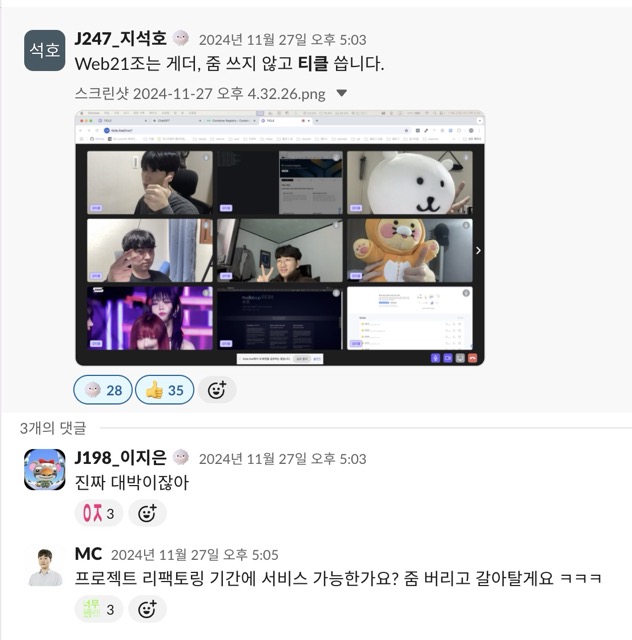 석호
J247_지석호 2024년 11월 27일 오후 5:03
Web21조는 게더, 줌 쓰지 않고 티클 씁니다.
스크린샷 2024-11-27 오후 4.32.26.png
28
35
3개의 댓글
J198_이지은 2024년 11월 27일 오후 5:03
진짜 대박이잖아
3
MC 2024년 11월 27일 오후 5:05
프로젝트 리팩토링 기간에 서비스 가능한가요? 줌 버리고 갈아탈게요 ㅋㅋㅋ
3